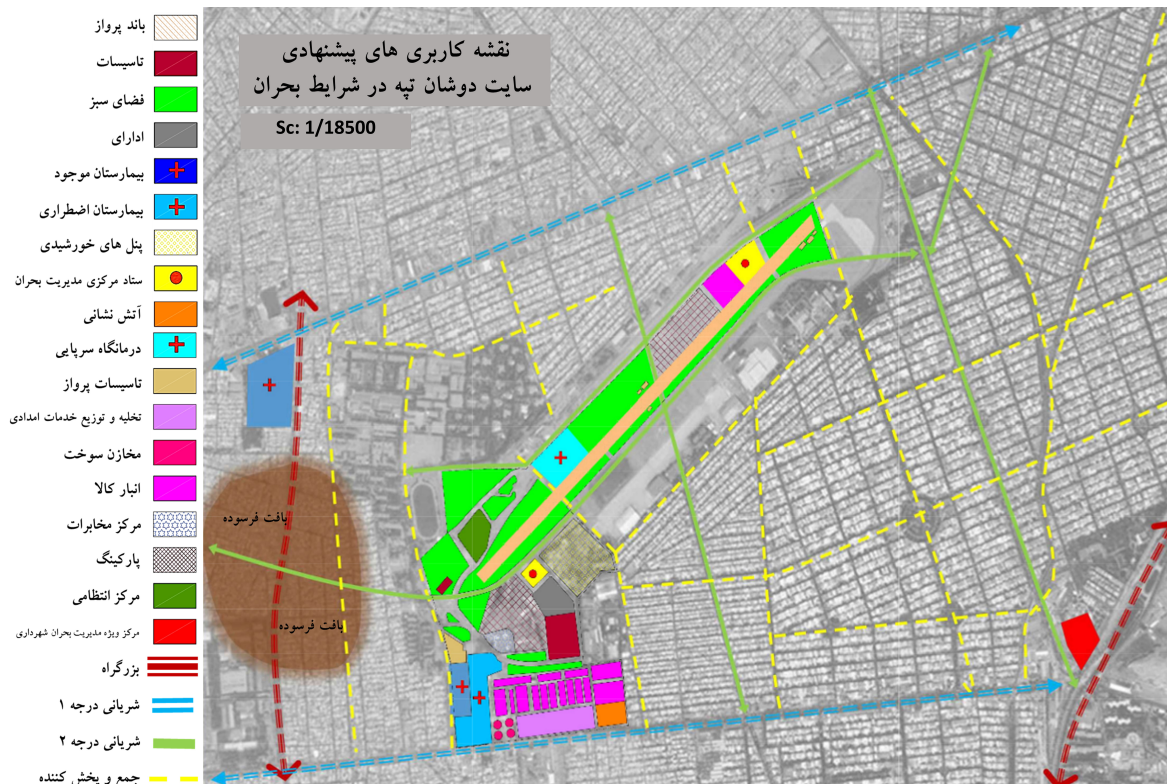 نقشه کاربری های پیشنهادی
سایت دوشان تپه در شرایط بحران
Sc: 1/18500
باند پرواز
تاسیسات
فضای سبز
ادارای
بیمارستان موجود
بیمارستان اضطراری
پنل های خورشیدی
ستاد مرکزی مدیریت بحران
آتش نشانی
درمانگاه سرپایی
تاسیسات پرواز
تخلیه و توزیع خدمات امدادی
مخازن سوخت
انبار کالا
مرکز مخابرات
پارکینگ
مرکز انتظامی
مرکز ویژه مدیریت بحران شهرداری
بزرگراه
شریانی درجه ۱
شریانی درجه ۲
جمع و پخش کننده
بافت فرسوده
بافت فرسوده